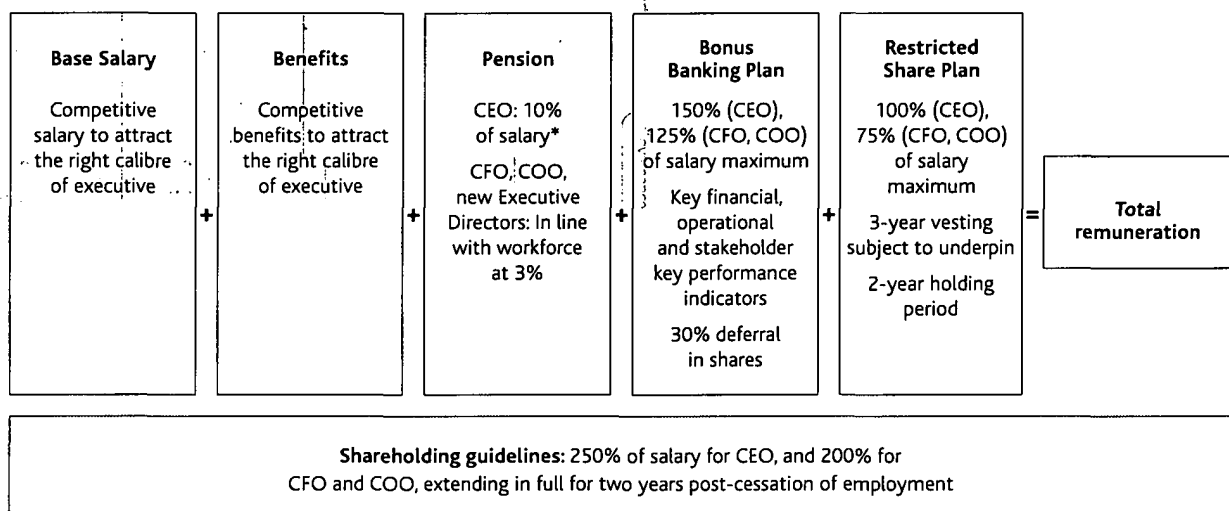 Base Salary
Competitive
salary to attract
the right calibre
of executive
+
Benefits
Competitive
benefits to attract
the right calibre
of executive
+
Pension
CEO: 10%
of salary*
CFO, COO,
new Executive
Directors: In line
with workforce
at 3%
+
Bonus
Banking Plan
150% (CEO),
125% (CFO, COO)
of salary maximum
Key financial,
operational
and stakeholder
key performance
indicators
30% deferral
in shares
+
Restricted
Share Plan
100% (CEO),
75% (CFO, COO)
of salary
maximum
3-year vesting
subject to underpin
2-year holding
period
=
Total
remuneration
Shareholding guidelines: 250% of salary for CEO, and 200% for
CFO and COO, extending in full for two years post-cessation of employment